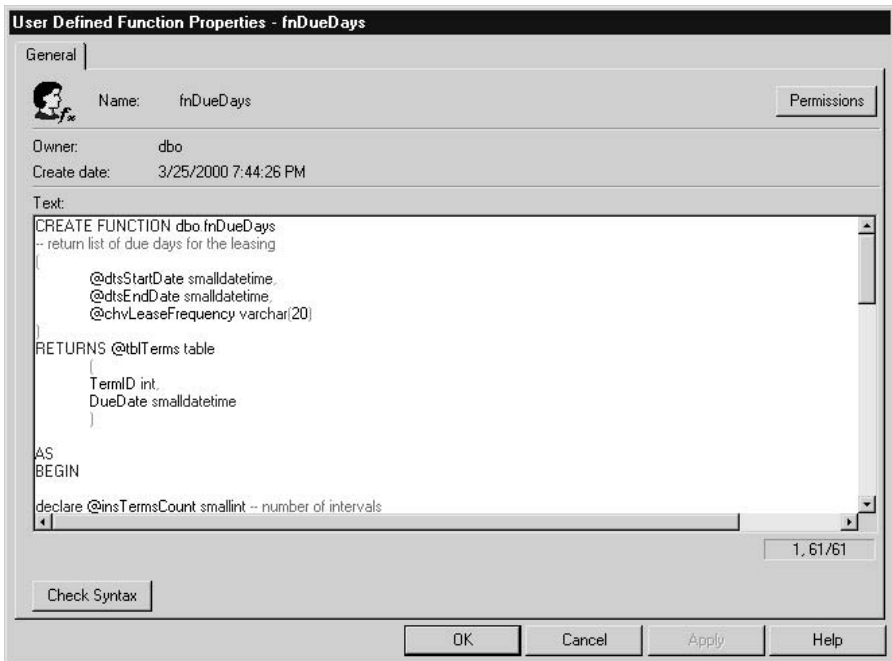 User Defined Function Properties - fnDueDays
General
Name: fnDueDays
Permissions
Owner: dbo
Create date: 3/25/2000 7:44:26 PM
Text:
CREATE FUNCTION dbo.fnDueDays
-- return list of due days for the leasing
(
@dtsStartDate smalldatetime,
@dtsEndDate smalldatetime,
@chvLeaseFrequency varchar(20)
)
RETURNS @tblTerms table
(
TermID int,
DueDate smalldatetime
)
AS
BEGIN
declare @insTermsCount smallint -- number of intervals
1, 61/61
Check Syntax
OK Cancel Apply Help